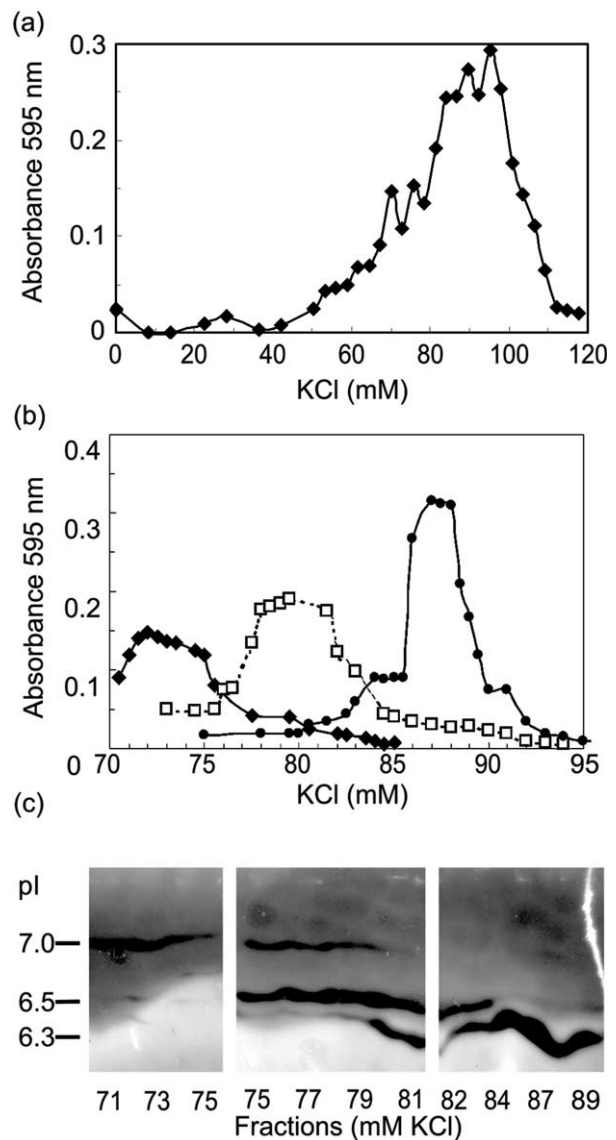 (a)
Absorbance 595 nm
0.3
0.2
0.1
0
0 20 40 60 80 100 120
KCl (mM)
(b)
Absorbance 595 nm
0.4
0.3
0.2
0.1
0
70 75 80 85 90 95
KCl (mM)
(c)
pI
7.0
6.5
6.3
71 73 75 75 77 79 81 82 84 87 89
Fractions (mM KCl)